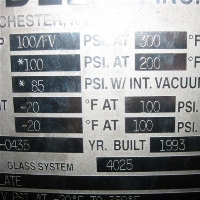 CHESTER, N
P 100/FV PSI. AT 300 °F
*100 PSI. AT 200 °F
* 85 PSI. W/ INT. VACUUM
AT -20 °F AT 100 PSI.
-20 °F AT 100 PSI.
-0435 YR. BUILT 1993
GLASS SYSTEM 4025
LATE